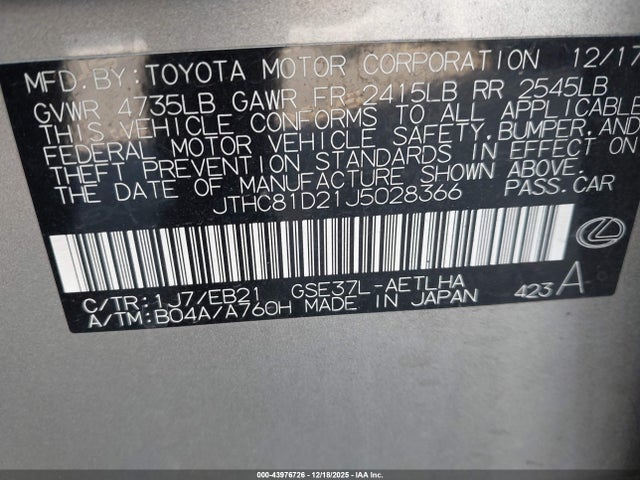 MFD. BY: TOYOTA MOTOR CORPORATION 12/17
GVWR 4735LB GAWR FR 2415LB RR 2545LB
THIS VEHICLE CONFORMS TO ALL APPLICABLE
FEDERAL MOTOR VEHICLE SAFETY, BUMPER, AND
THEFT PREVENTION STANDARDS IN EFFECT ON
THE DATE OF MANUFACTURE SHOWN ABOVE.
JTHC81D21J5028366 PASS. CAR
C/TR: 1J7/EB21 GSE37L-AETLHA
A/TM: B04A/A760H MADE IN JAPAN 423 A
000-43976726 - 12/18/2025 - IAA Inc.